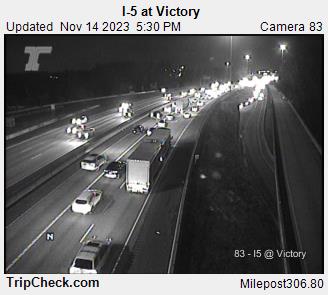 I-5 at Victory
Updated Nov 14 2023 5:30 PM Camera 83
T
N
83 - I5 @ Victory
TripCheck.com Milepost306.80